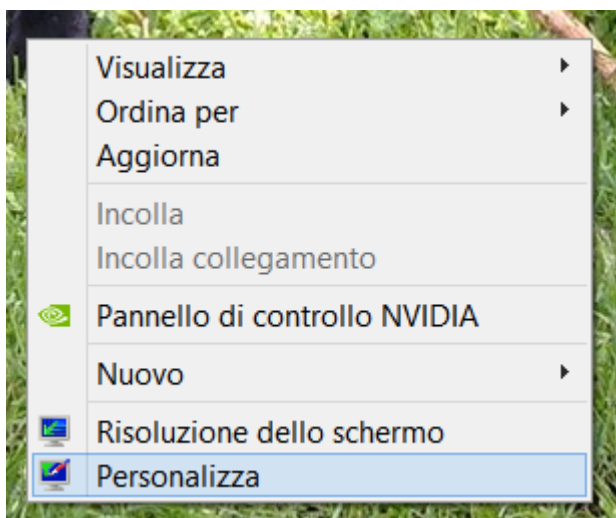 Visualizza
Ordina per
Aggiorna
Incolla
Incolla collegamento
Pannello di controllo NVIDIA
Nuovo
Risoluzione dello schermo
Personalizza